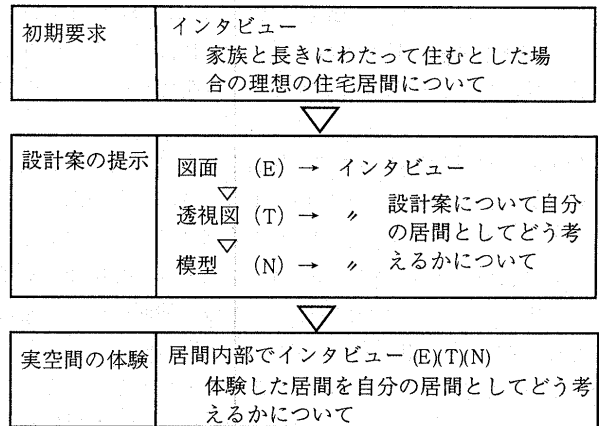 初期要求
インタビュー
家族と長きにわたって住むとした場
合の理想の住宅居間について
設計案の提示
図面 (E) → インタビュー
透視図 (T) → 〃
模型 (N) → 〃
設計案について自分
の居間としてどう考
えるかについて
実空間の体験
居間内部でインタビュー (E)(T)(N)
体験した居間を自分の居間としてどう考
えるかについて